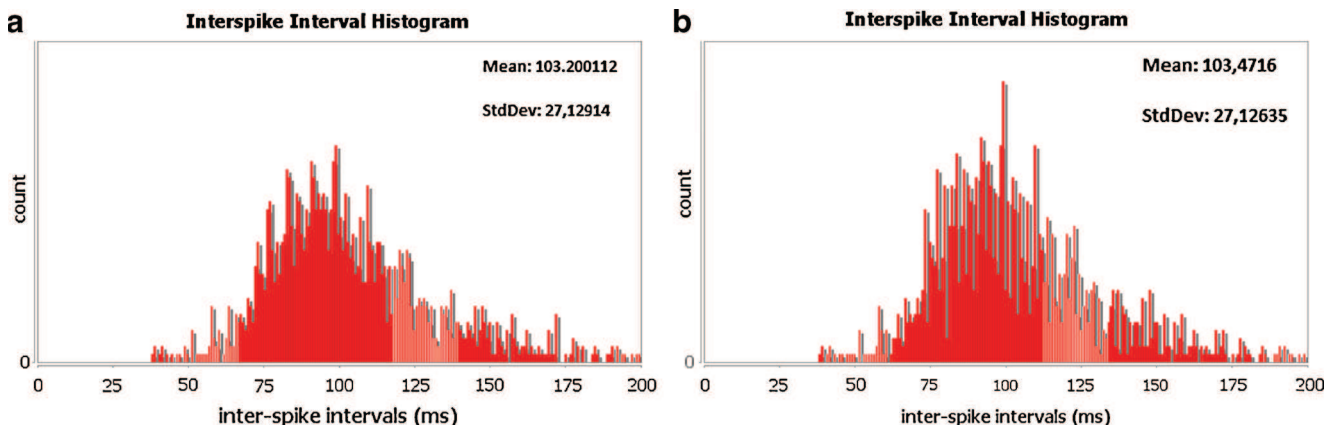 a
Interspike Interval Histogram
Mean: 103.200112
StdDev: 27,12914
count
0
0 25 50 75 100 125 150 175 200
inter-spike intervals (ms)
b
Interspike Interval Histogram
Mean: 103,4716
StdDev: 27,12635
count
0
0 25 50 75 100 125 150 175 200
inter-spike intervals (ms)